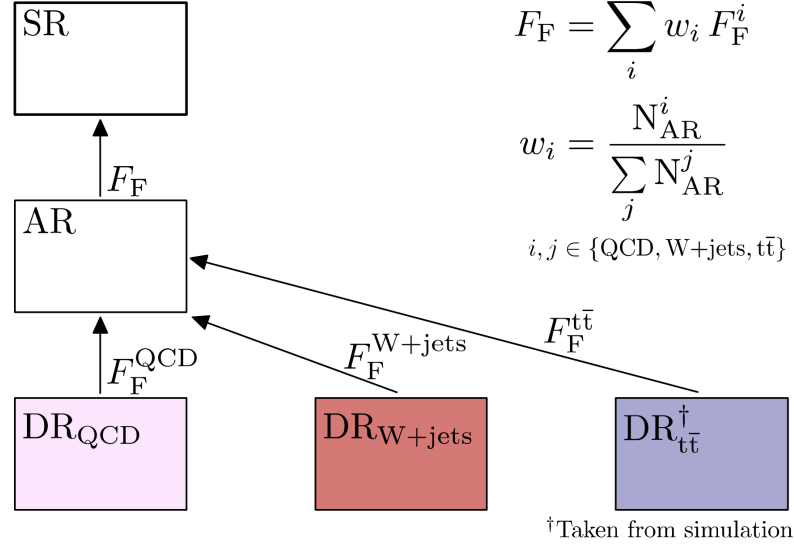 SR
F_F = ∑_i w_i F_F^i
w_i = N_AR^i / ∑_j N_AR^j
i, j ∈ {QCD, W+jets, tt̄}
F_F
AR
F_F^QCD
F_F^W+jets
F_F^tt̄
DR_QCD
DR_W+jets
DR_tt̄^†
†Taken from simulation